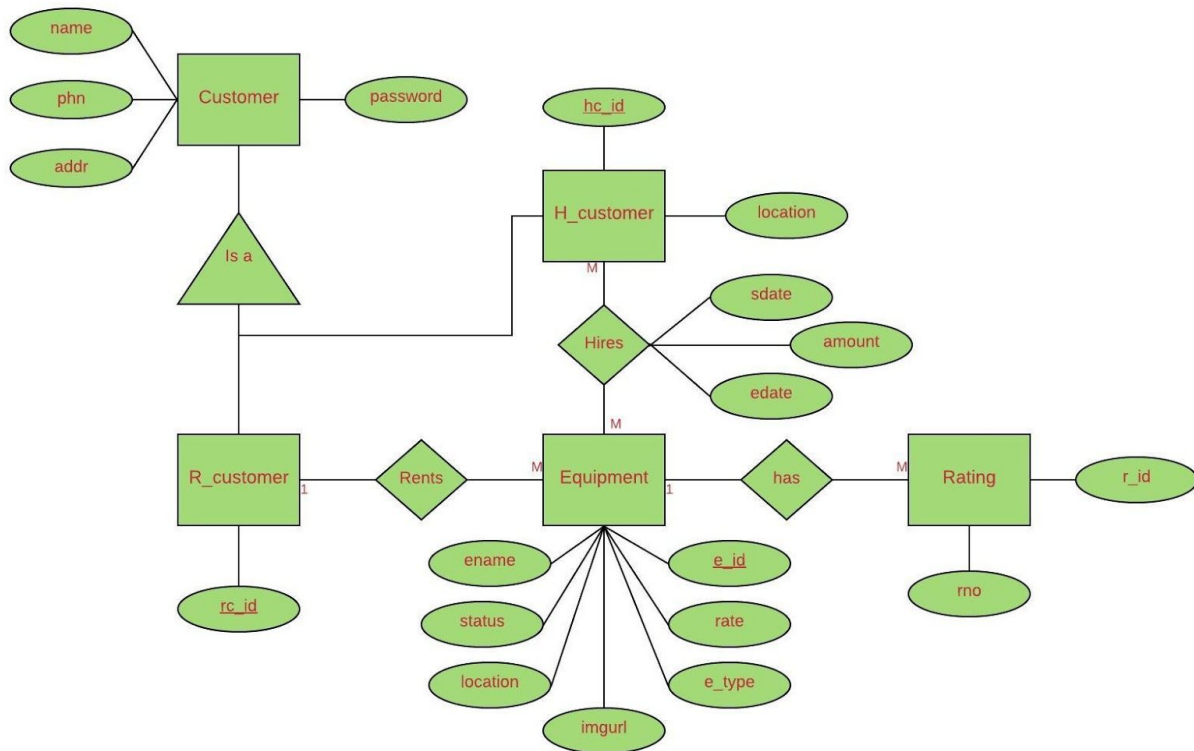 name
Customer
phn
password
addr
hc_id
H_customer
location
Is a
M
sdate
Hires
amount
edate
M
R_customer
1
Rents
M
Equipment
1
has
M
Rating
r_id
ename
e_id
rc_id
status
rate
rno
location
e_type
imgurl